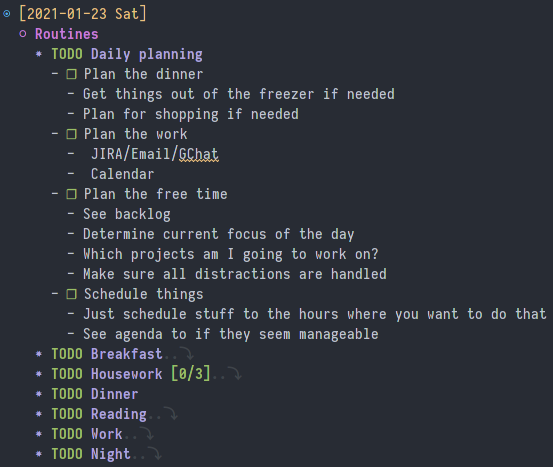 [2021-01-23 Sat]
Routines
TODO Daily planning
- Plan the dinner
- Get things out of the freezer if needed
- Plan for shopping if needed
- Plan the work
- JIRA/Email/GChat
- Calendar
- Plan the free time
- See backlog
- Determine current focus of the day
- Which projects am I going to work on?
- Make sure all distractions are handled
- Schedule things
- Just schedule stuff to the hours where you want to do that
- See agenda to if they seem manageable
* TODO Breakfast..
* TODO Housework [0/3]..
* TODO Dinner
* TODO Reading..
* TODO Work..
* TODO Night..